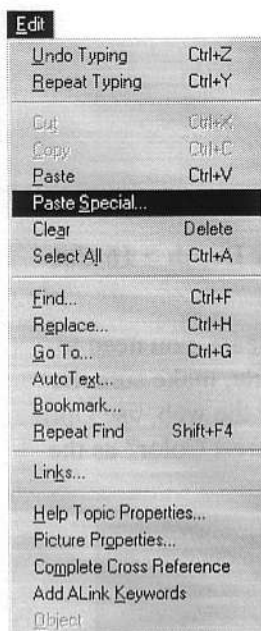 Edit
Undo Typing Ctrl+Z
Repeat Typing Ctrl+Y
Cut Ctrl+X
Copy Ctrl+C
Paste Ctrl+V
Paste Special...
Clear Delete
Select All Ctrl+A
Find... Ctrl+F
Replace... Ctrl+H
Go To... Ctrl+G
AutoText...
Bookmark...
Repeat Find Shift+F4
Links...
Help Topic Properties...
Picture Properties...
Complete Cross Reference
Add ALink Keywords
Object